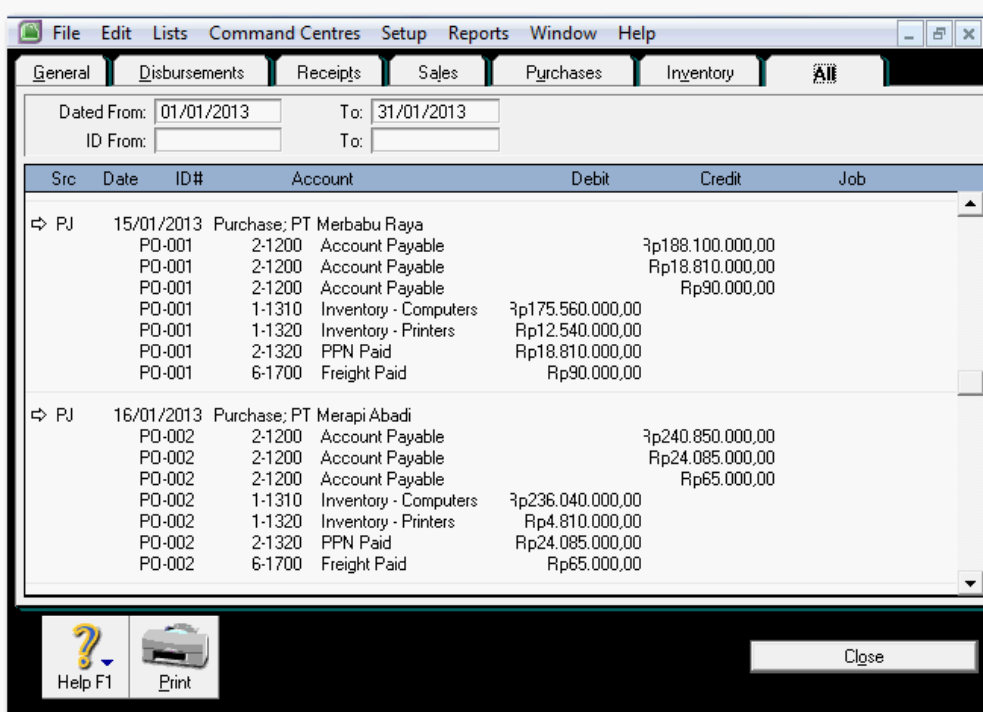 File Edit Lists Command Centres Setup Reports Window Help
General Disbursements Receipts Sales Purchases Inventory All
Dated From: 01/01/2013 To: 31/01/2013
ID From: To:
Src Date ID# Account Debit Credit Job
PJ 15/01/2013 Purchase; PT Merbabu Raya
PO-001 2-1200 Account Payable Rp188.100.000,00
PO-001 2-1200 Account Payable Rp18.810.000,00
PO-001 2-1200 Account Payable Rp90.000,00
PO-001 1-1310 Inventory - Computers Rp175.560.000,00
PO-001 1-1320 Inventory - Printers Rp12.540.000,00
PO-001 2-1320 PPN Paid Rp18.810.000,00
PO-001 6-1700 Freight Paid Rp90.000,00
PJ 16/01/2013 Purchase; PT Merapi Abadi
PO-002 2-1200 Account Payable Rp240.850.000,00
PO-002 2-1200 Account Payable Rp24.085.000,00
PO-002 2-1200 Account Payable Rp65.000,00
PO-002 1-1310 Inventory - Computers Rp236.040.000,00
PO-002 1-1320 Inventory - Printers Rp4.810.000,00
PO-002 2-1320 PPN Paid Rp24.085.000,00
PO-002 6-1700 Freight Paid Rp65.000,00
Help F1 Print Close